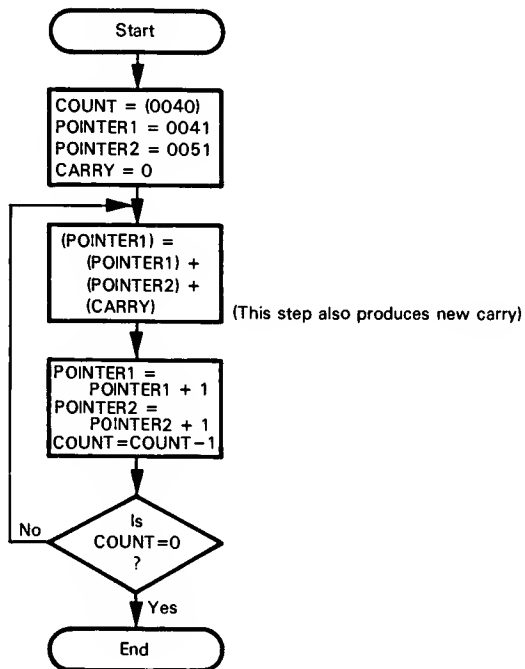 Start
COUNT = (0040)
POINTER1 = 0041
POINTER2 = 0051
CARRY = 0
(POINTER1) =
(POINTER1) +
(POINTER2) +
(CARRY)
(This step also produces new carry)
POINTER1 =
POINTER1 + 1
POINTER2 =
POINTER2 + 1
COUNT=COUNT-1
Is
COUNT=0
?
No
Yes
End